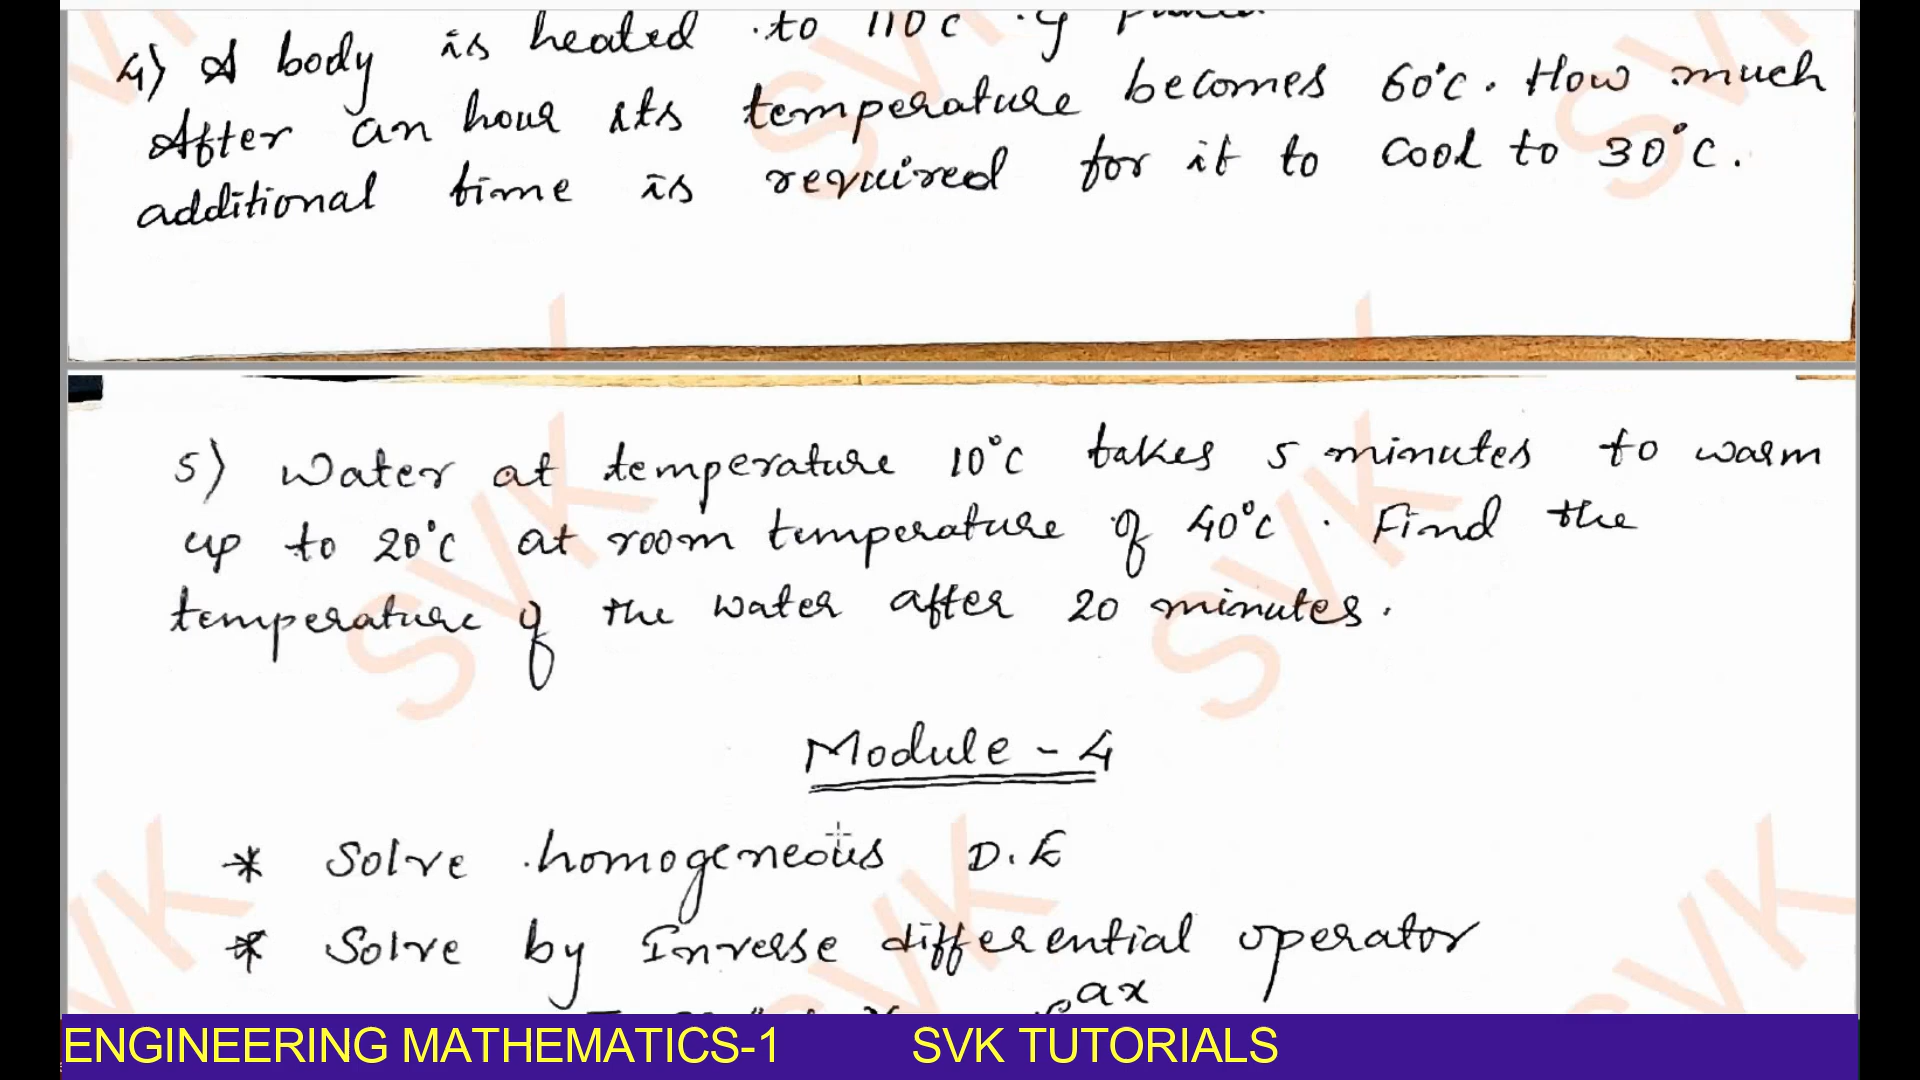 4) A body is heated to 110°C.
After an hour its temperature becomes 60°C. How much
additional time is required for it to cool to 30°C.
5) Water at temperature 10°C takes 5 minutes to warm
up to 20°C at room temperature of 40°C. Find the
temperature of the water after 20 minutes.
Module - 4
* Solve homogeneous D.E
* Solve by Inverse differential operator
ax
ENGINEERING MATHEMATICS-1 SVK TUTORIALS